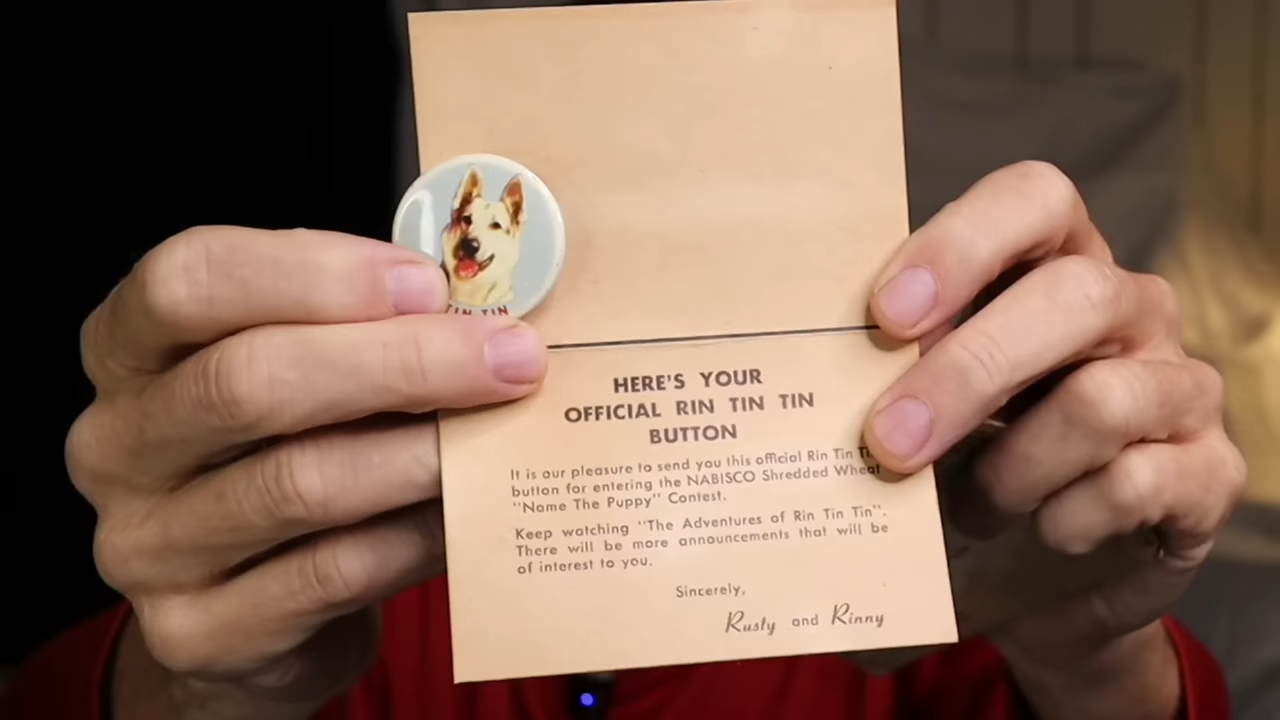 TIN TIN
HERE'S YOUR
OFFICIAL RIN TIN TIN
BUTTON
It is our pleasure to send you this official Rin Tin
button for entering the NABISCO Shredded Wheat
"Name The Puppy" Contest.
Keep watching "The Adventures of Rin Tin Tin".
There will be more announcements that will be
of interest to you.
Sincerely,
Rusty and Rinny